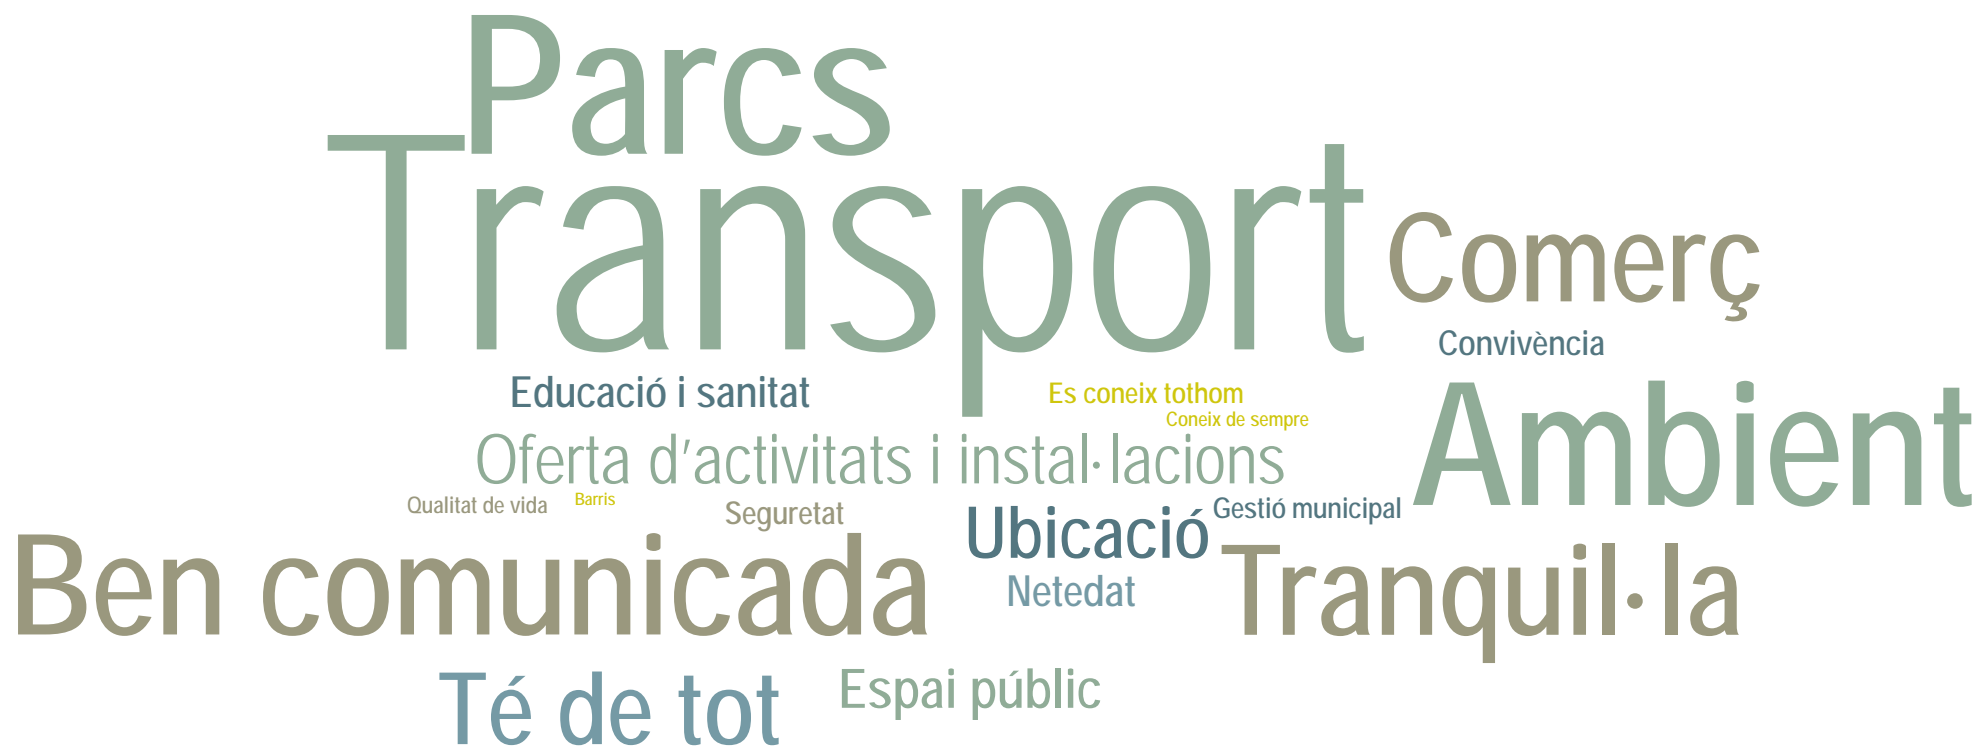 Parcs
Transport
Comerç
Convivència
Educació i sanitat
Es coneix tothom
Coneix de sempre
Ambient
Oferta d'activitats i instal·lacions
Qualitat de vida
Barris
Seguretat
Ubicació
Gestió municipal
Ben comunicada
Netedat
Tranquil·la
Té de tot
Espai públic